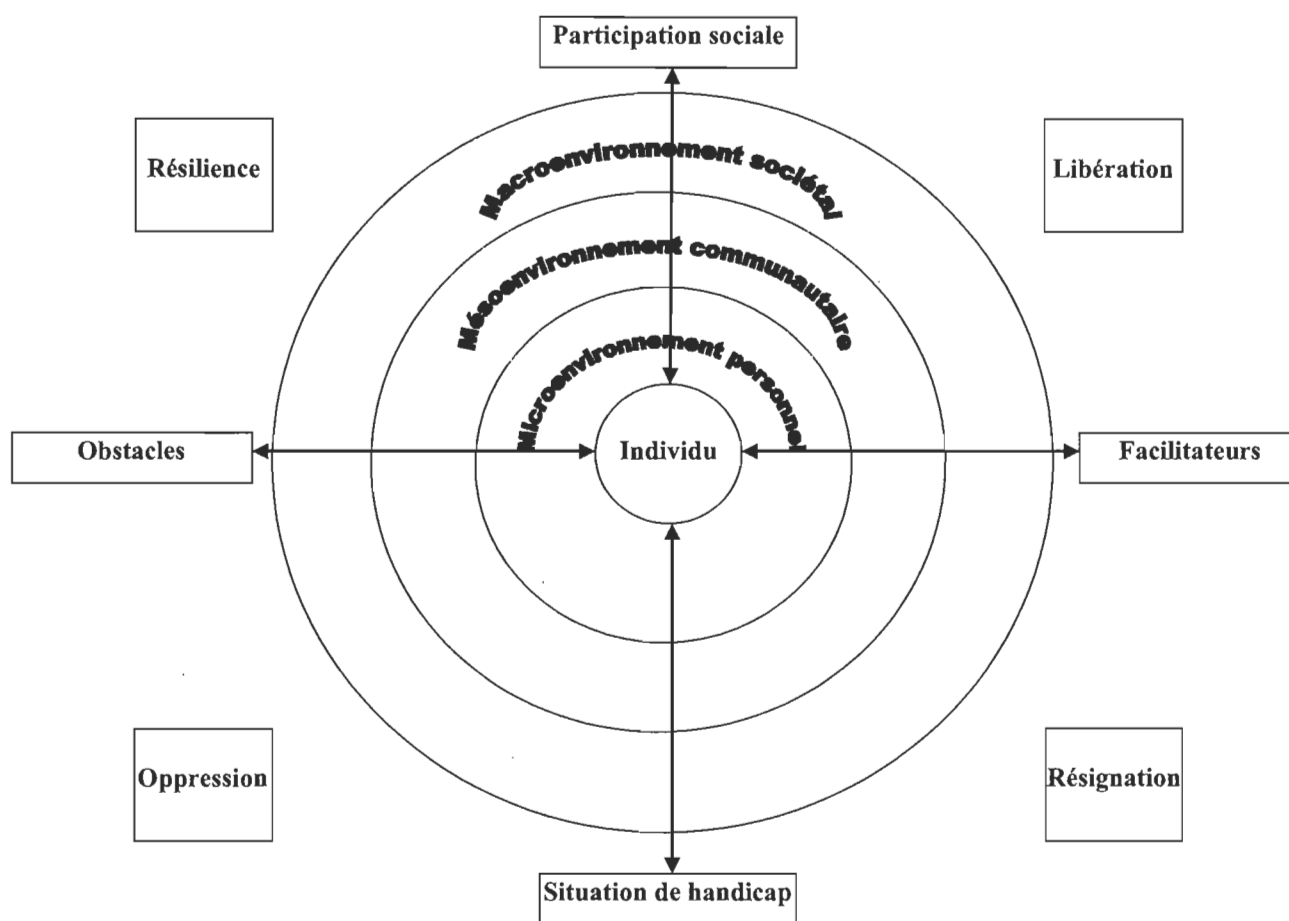 Participation sociale
Résilience
Libération
Macroenvironnement sociétal
Mésoenvironnement communautaire
Microenvironnement personnel
Obstacles
Individu
Facilitateurs
Oppression
Résignation
Situation de handicap